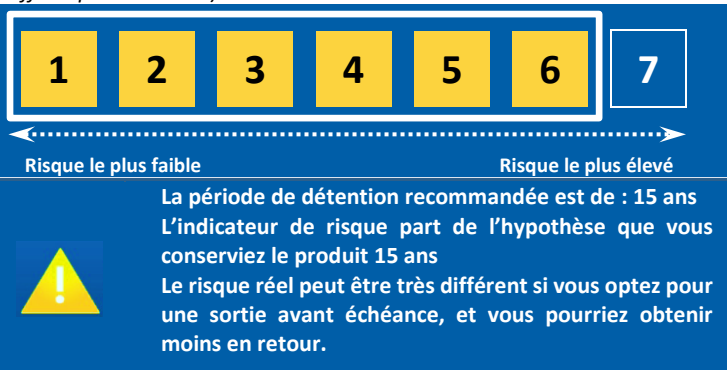 1 2 3 4 5 6 7
Risque le plus faible Risque le plus élevé
La période de détention recommandée est de : 15 ans
L'indicateur de risque part de l'hypothèse que vous
conserviez le produit 15 ans
Le risque réel peut être très différent si vous optez pour
une sortie avant échéance, et vous pourriez obtenir
moins en retour.